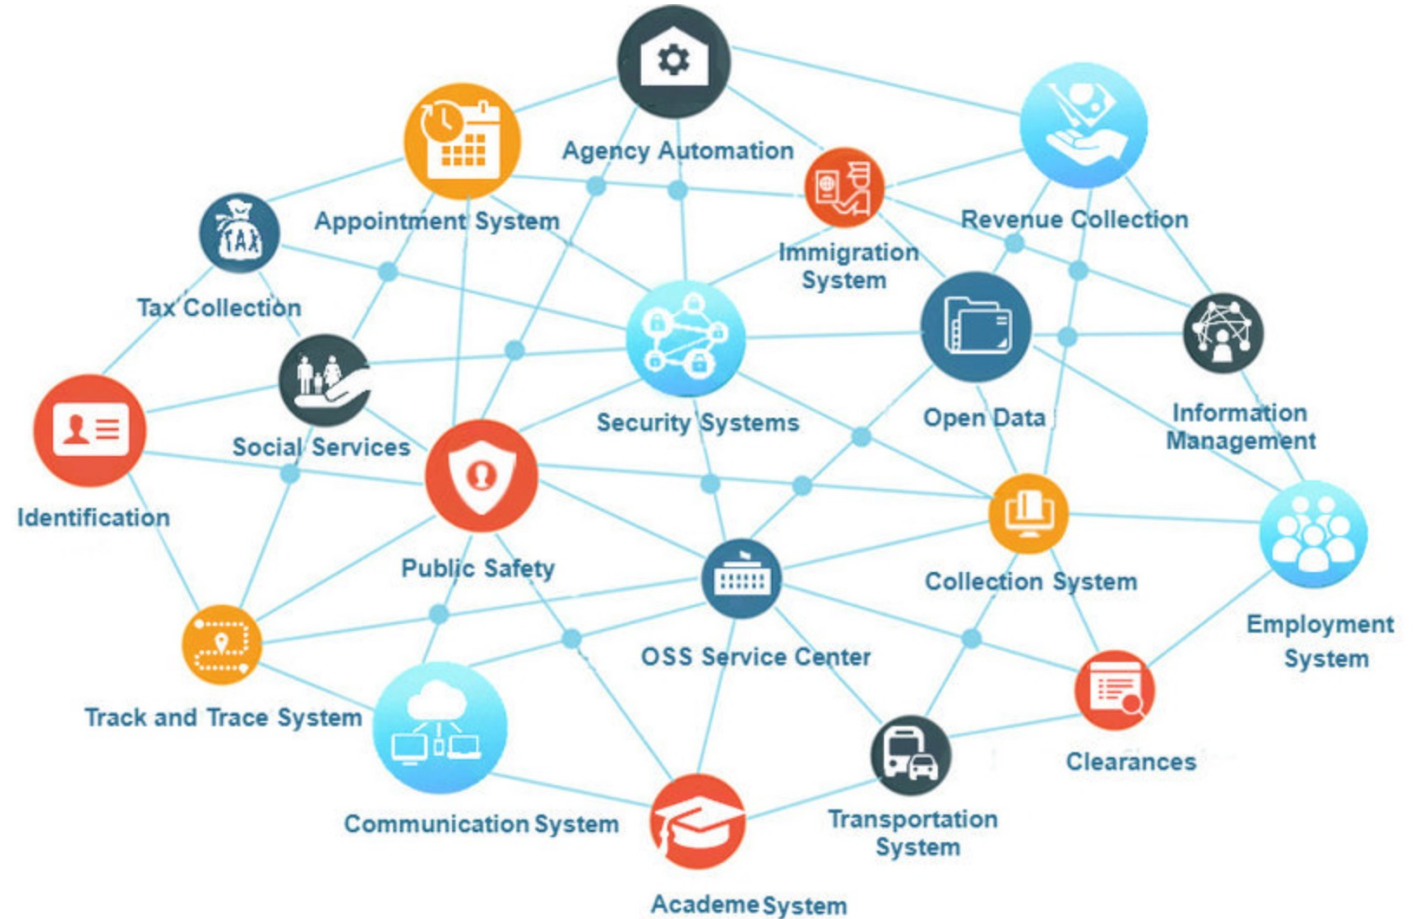 Agency Automation
Appointment System
Revenue Collection
Immigration
System
TAX
Tax Collection
Security Systems
Open Data
Information
Management
Social Services
Identification
Public Safety
Collection System
Employment
System
OSS Service Center
Track and Trace System
Clearances
Communication System
Transportation
System
Academe System